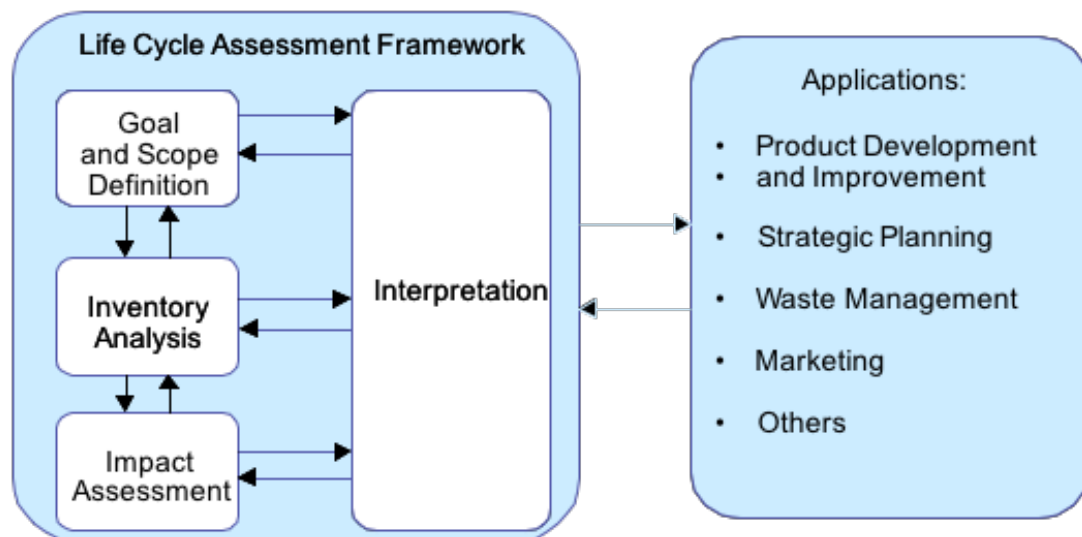 Life Cycle Assessment Framework
Goal
and Scope
Definition
Inventory
Analysis
Impact
Assessment
Interpretation
Applications:
• Product Development
• and Improvement
• Strategic Planning
• Waste Management
• Marketing
• Others